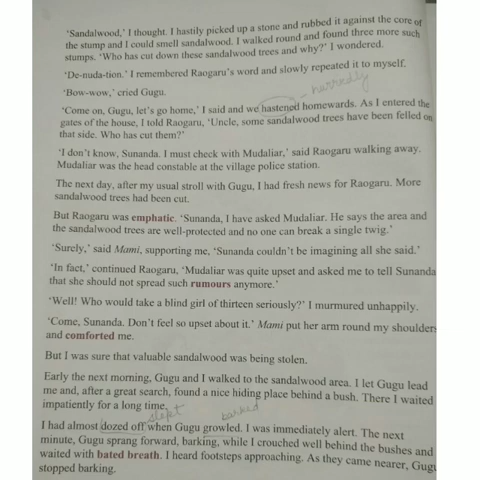 'Sandalwood,' I thought. I hastily picked up a stone and rubbed it against the core of
the stump and I could smell sandalwood. I walked round and found three more such
stumps. 'Who has cut down these sandalwood trees and why?' I wondered.
'De-nuda-tion.' I remembered Raogaru's word and slowly repeated it to myself.
'Bow-wow,' cried Gugu.
hurredly
'Come on, Gugu, let's go home,' I said and we hastened homewards. As I entered the
gates of the house, I told Raogaru, 'Uncle, some sandalwood trees have been felled on
that side. Who has cut them?'
'I don't know, Sunanda. I must check with Mudaliar,' said Raogaru walking away.
Mudaliar was the head constable at the village police station.
The next day, after my usual stroll with Gugu, I had fresh news for Raogaru. More
sandalwood trees had been cut.
But Raogaru was emphatic. 'Sunanda, I have asked Mudaliar. He says the area and
the sandalwood trees are well-protected and no one can break a single twig.'
'Surely,' said Mami, supporting me, 'Sunanda couldn't be imagining all she said.'
'In fact,' continued Raogaru, 'Mudaliar was quite upset and asked me to tell Sunanda
that she should not spread such rumours anymore.'
'Well! Who would take a blind girl of thirteen seriously?' I murmured unhappily.
'Come, Sunanda. Don't feel so upset about it.' Mami put her arm round my shoulders
and comforted me.
But I was sure that valuable sandalwood was being stolen.
Early the next morning, Gugu and I walked to the sandalwood area. I let Gugu lead
me and, after a great search, found a nice hiding place behind a bush. There I waited
impatiently for a long time.
slept barked
I had almost dozed off when Gugu growled. I was immediately alert. The next
minute, Gugu sprang forward, barking, while I crouched well behind the bushes and
waited with bated breath. I heard footsteps approaching. As they came nearer, Gugu
stopped barking.